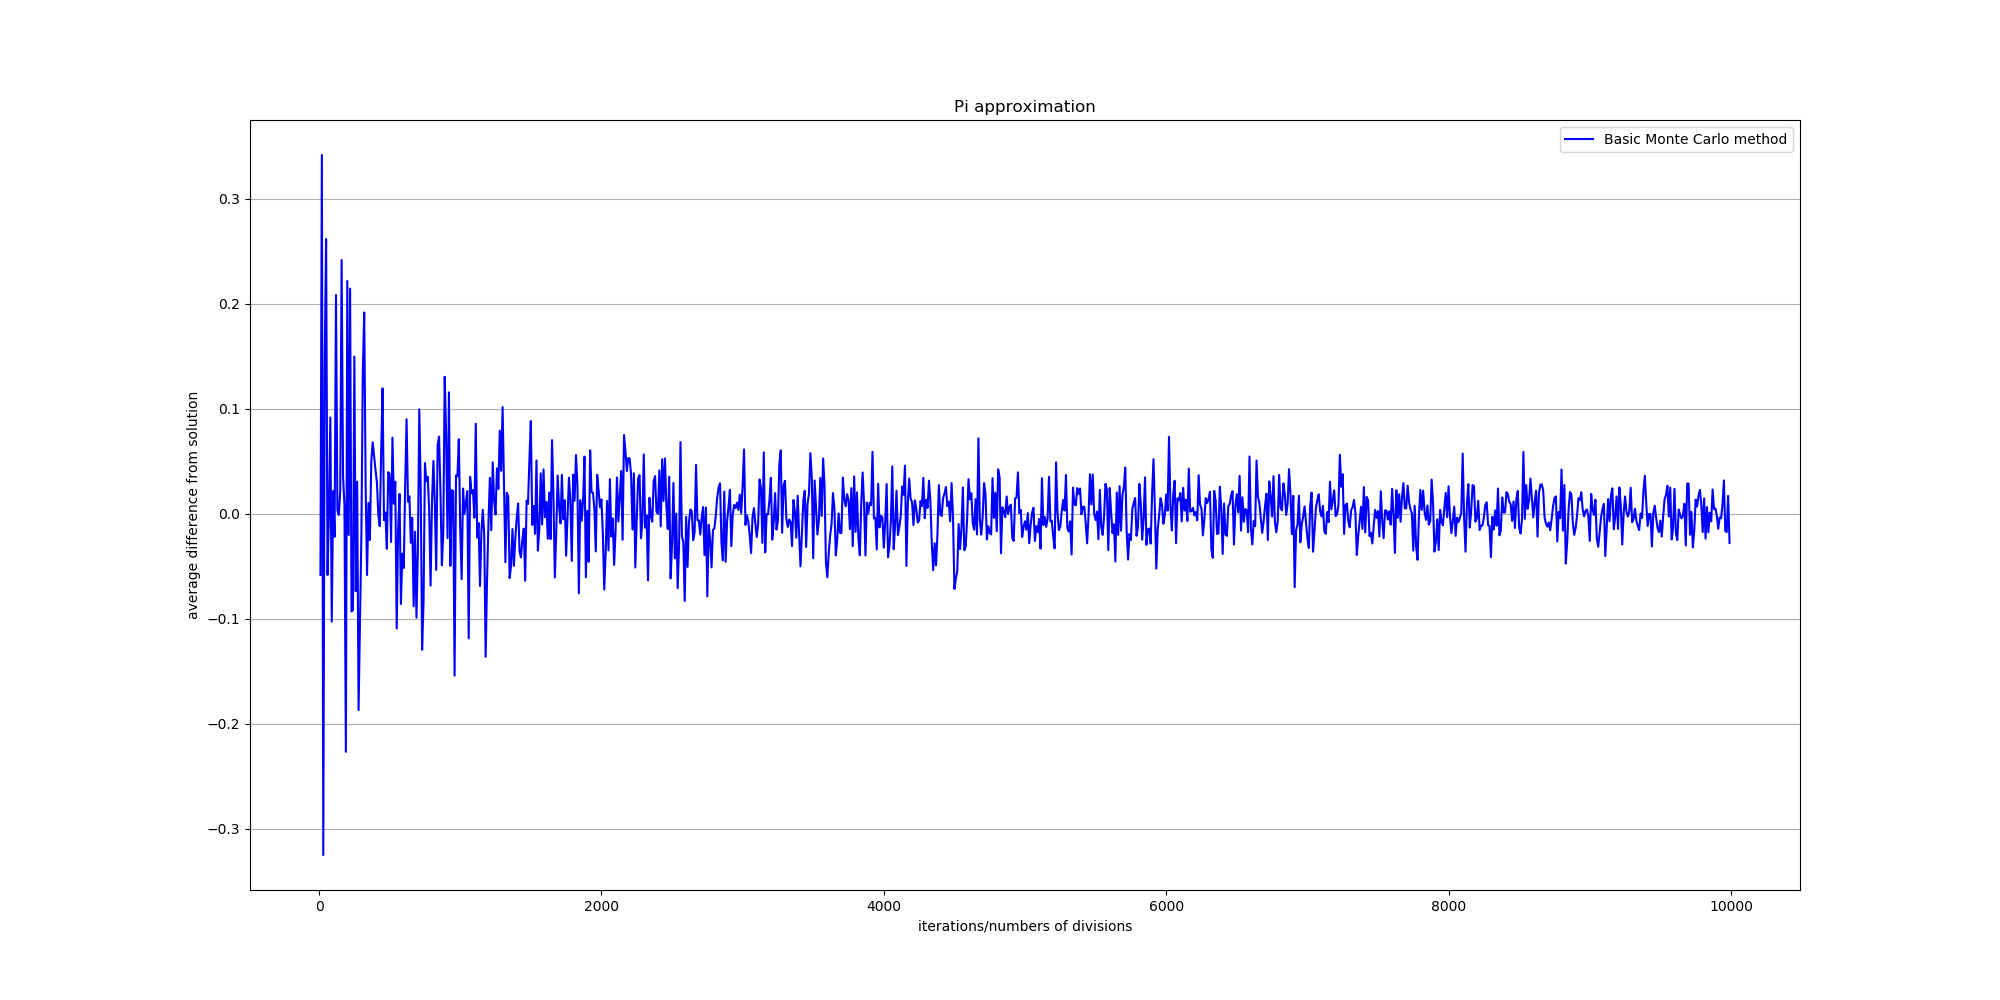 Pi approximation
Basic Monte Carlo method
0.3
0.2
0.1
0.0
−0.1
−0.2
−0.3
average difference from solution
0 2000 4000 6000 8000 10000
iterations/numbers of divisions